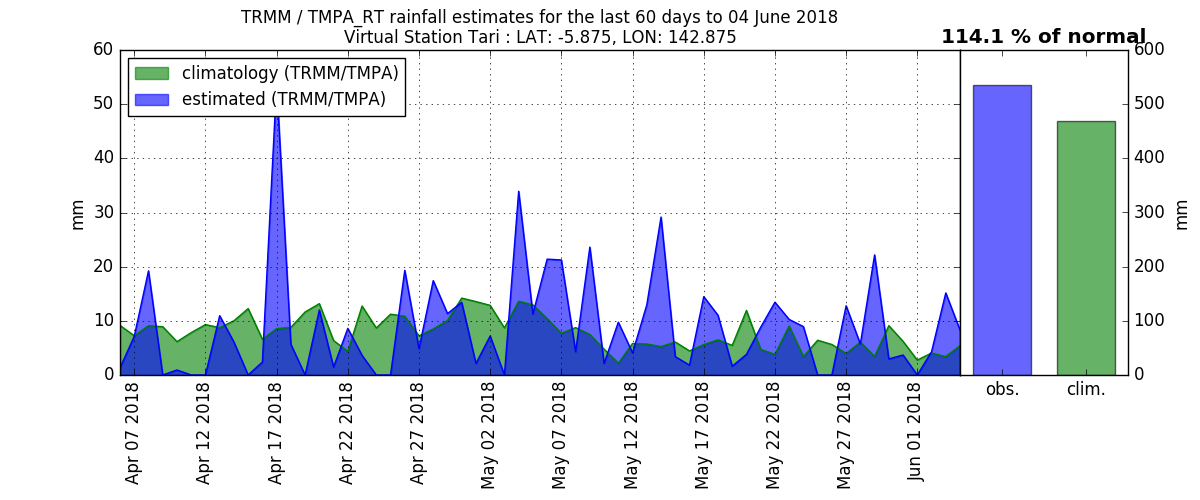 TRMM / TMPA_RT rainfall estimates for the last 60 days to 04 June 2018
Virtual Station Tari : LAT: -5.875, LON: 142.875
114.1 % of normal
climatology (TRMM/TMPA)
estimated (TRMM/TMPA)
60
50
40
30
20
10
0
mm
Apr 07 2018
Apr 12 2018
Apr 17 2018
Apr 22 2018
Apr 27 2018
May 02 2018
May 07 2018
May 12 2018
May 17 2018
May 22 2018
May 27 2018
Jun 01 2018
obs.
clim.
600
500
400
300
200
100
0
mm